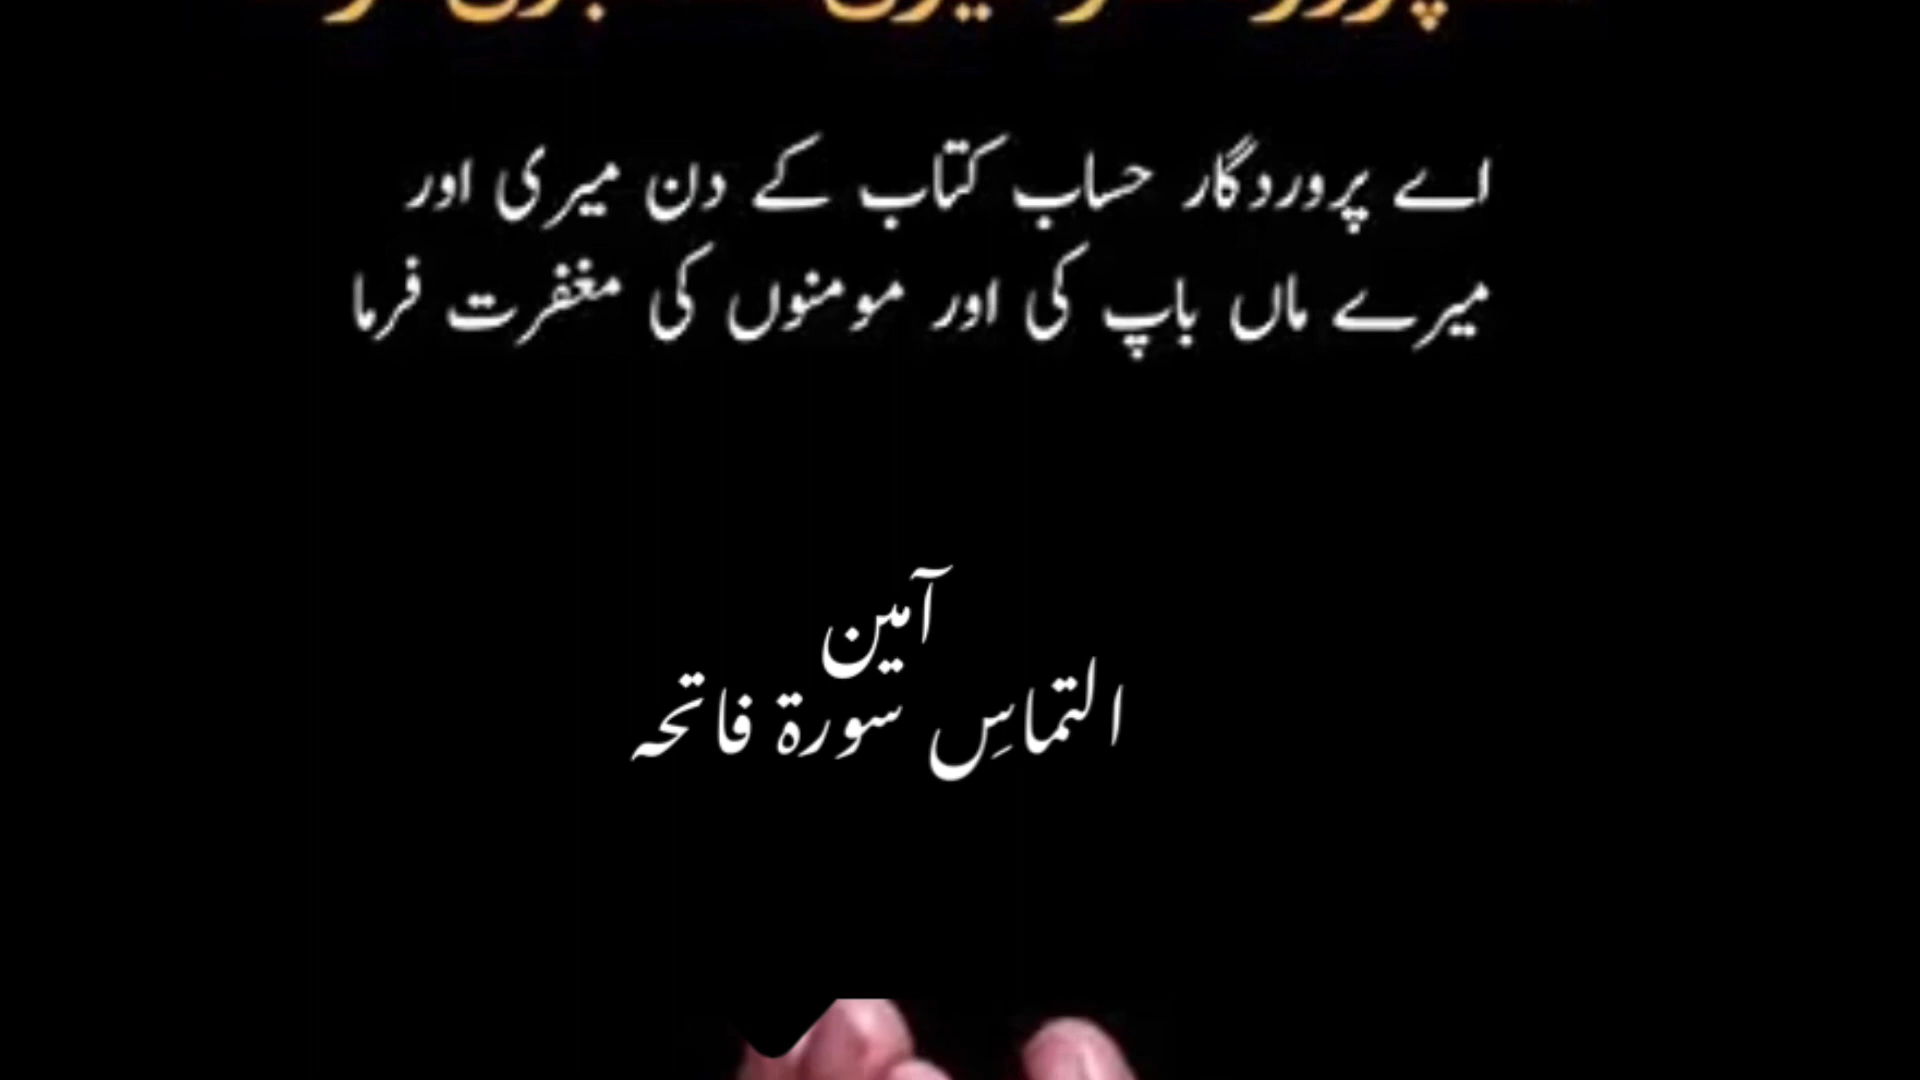 اے پروردگار حساب کتاب کے دن میری اور
میرے ماں باپ کی اور مومنوں کی مغفرت فرما
آمین
التماسِ سورۃ فاتحہ